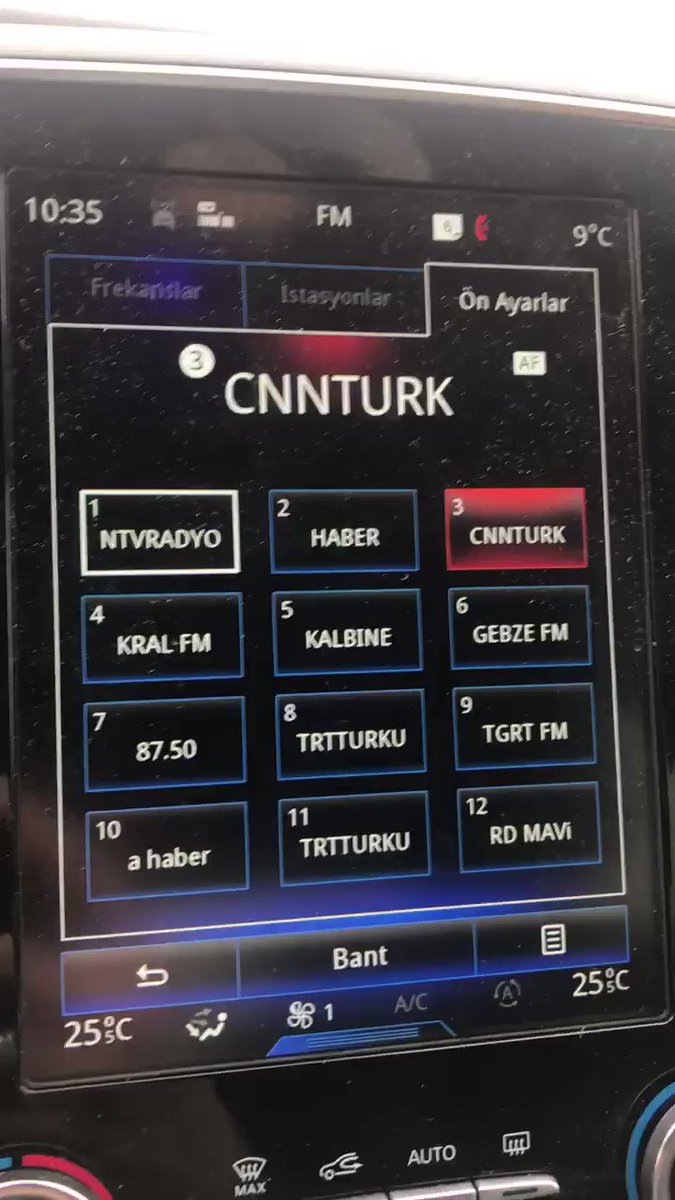 10:35 FM 6 9°C
Frekanslar İstasyonlar Ön Ayarlar
3 AF
CNNTURK
1 NTVRADYO
2 HABER
3 CNNTURK
4 KRAL FM
5 KALBINE
6 GEBZE FM
7 87.50
8 TRTTURKU
9 TGRT FM
10 a haber
11 TRTTURKU
12 RD MAVi
Bant
25°5C 1 A/C A 25°5C
MAX AUTO